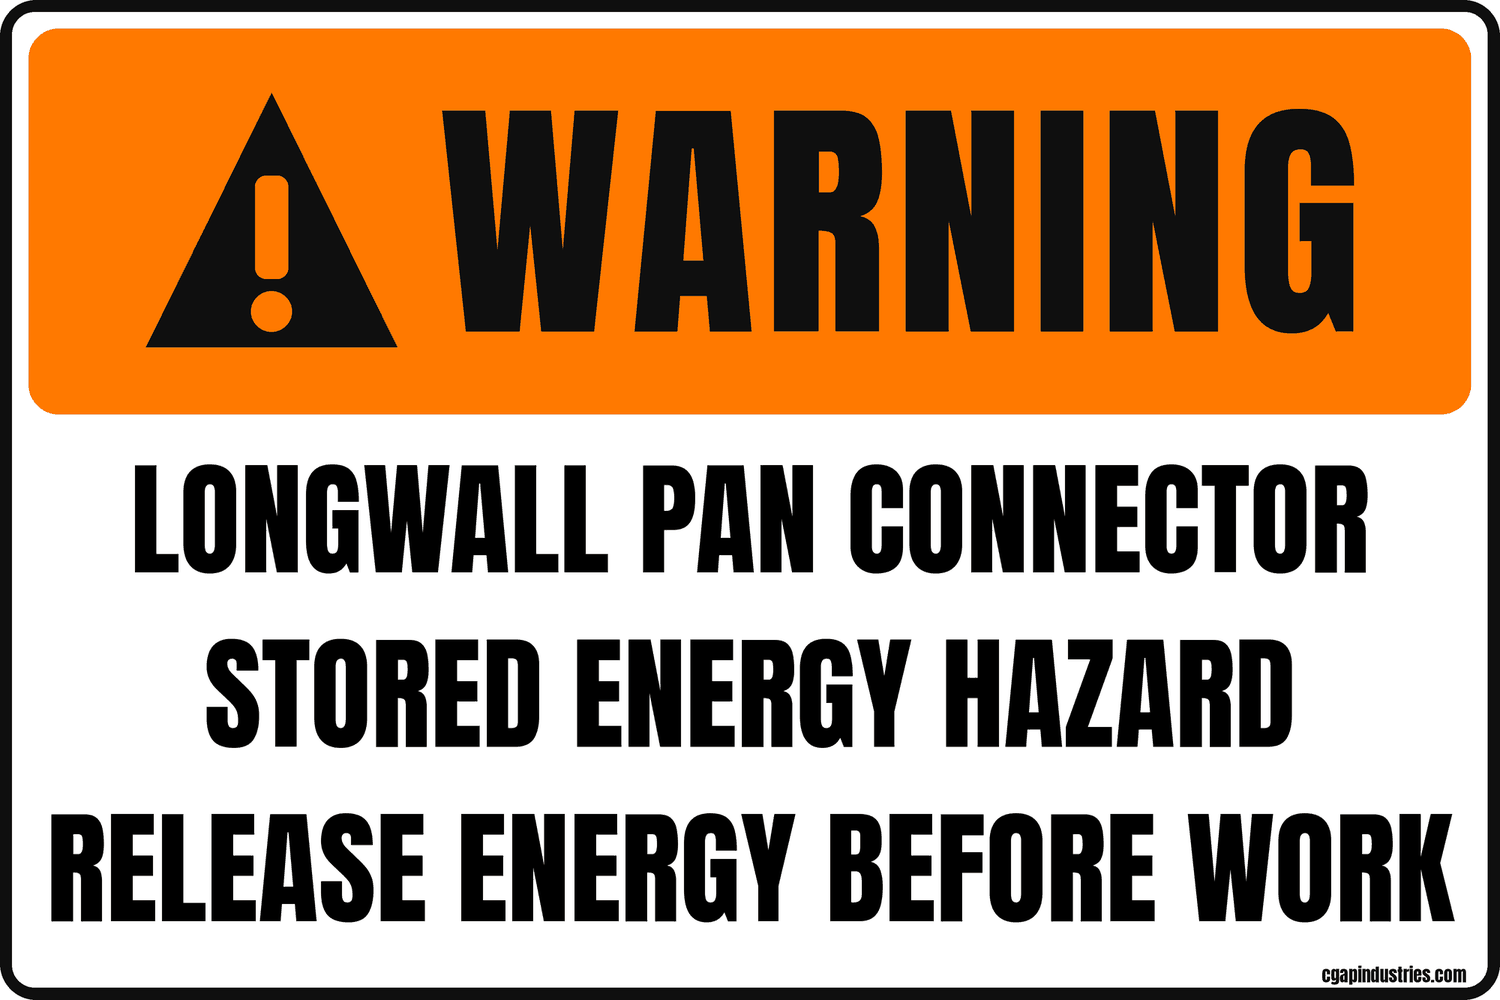 WARNING
LONGWALL PAN CONNECTOR
STORED ENERGY HAZARD
RELEASE ENERGY BEFORE WORK
cgapindustries.com